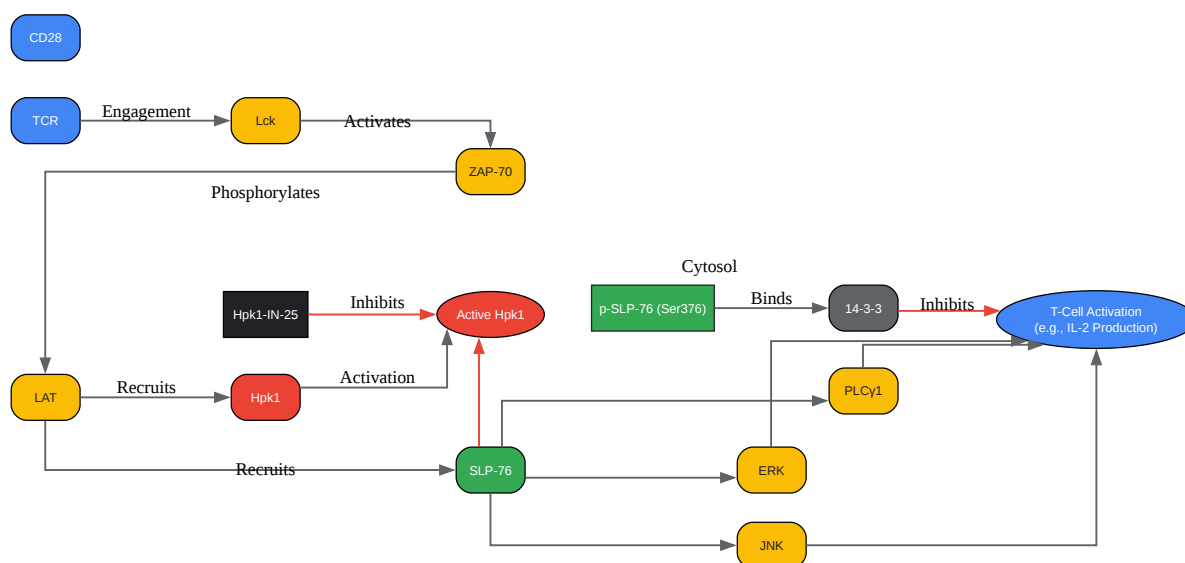 CD28
TCR
Engagement
Lck
Activates
ZAP-70
Phosphorylates
Cytosol
Hpk1-IN-25
Inhibits
Active Hpk1
p-SLP-76 (Ser376)
Binds
14-3-3
Inhibits
T-Cell Activation
(e.g., IL-2 Production)
LAT
Recruits
Hpk1
Activation
PLCγ1
Recruits
SLP-76
ERK
JNK